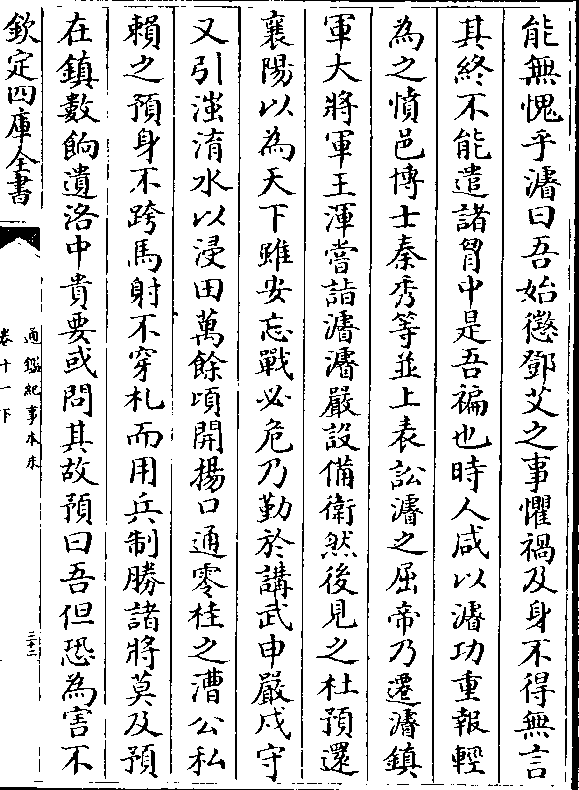 能無愧乎濬曰吾始懲鄧艾之事懼禍及身不得無言
其終不能遣諸胷中是吾褊也時人咸以濬功重報輕
為之憤邑博士秦秀等並上表訟濬之屈帝乃遷濬鎮
軍大將軍王渾嘗詣濬濬嚴設備衛然後見之杜預還
襄陽以為天下雖安忘戰必危乃勤於講武申嚴戍守
又引滍淯水以浸田萬餘頃開揚口通零桂之漕公私
賴之預身不跨馬射不穿札而用兵制勝諸將莫及預
在鎮數餉遺洛中貴要或問其故預曰吾但恐為害不
欽定四庫全書
通鑑紀事本末
卷十一下
三十二